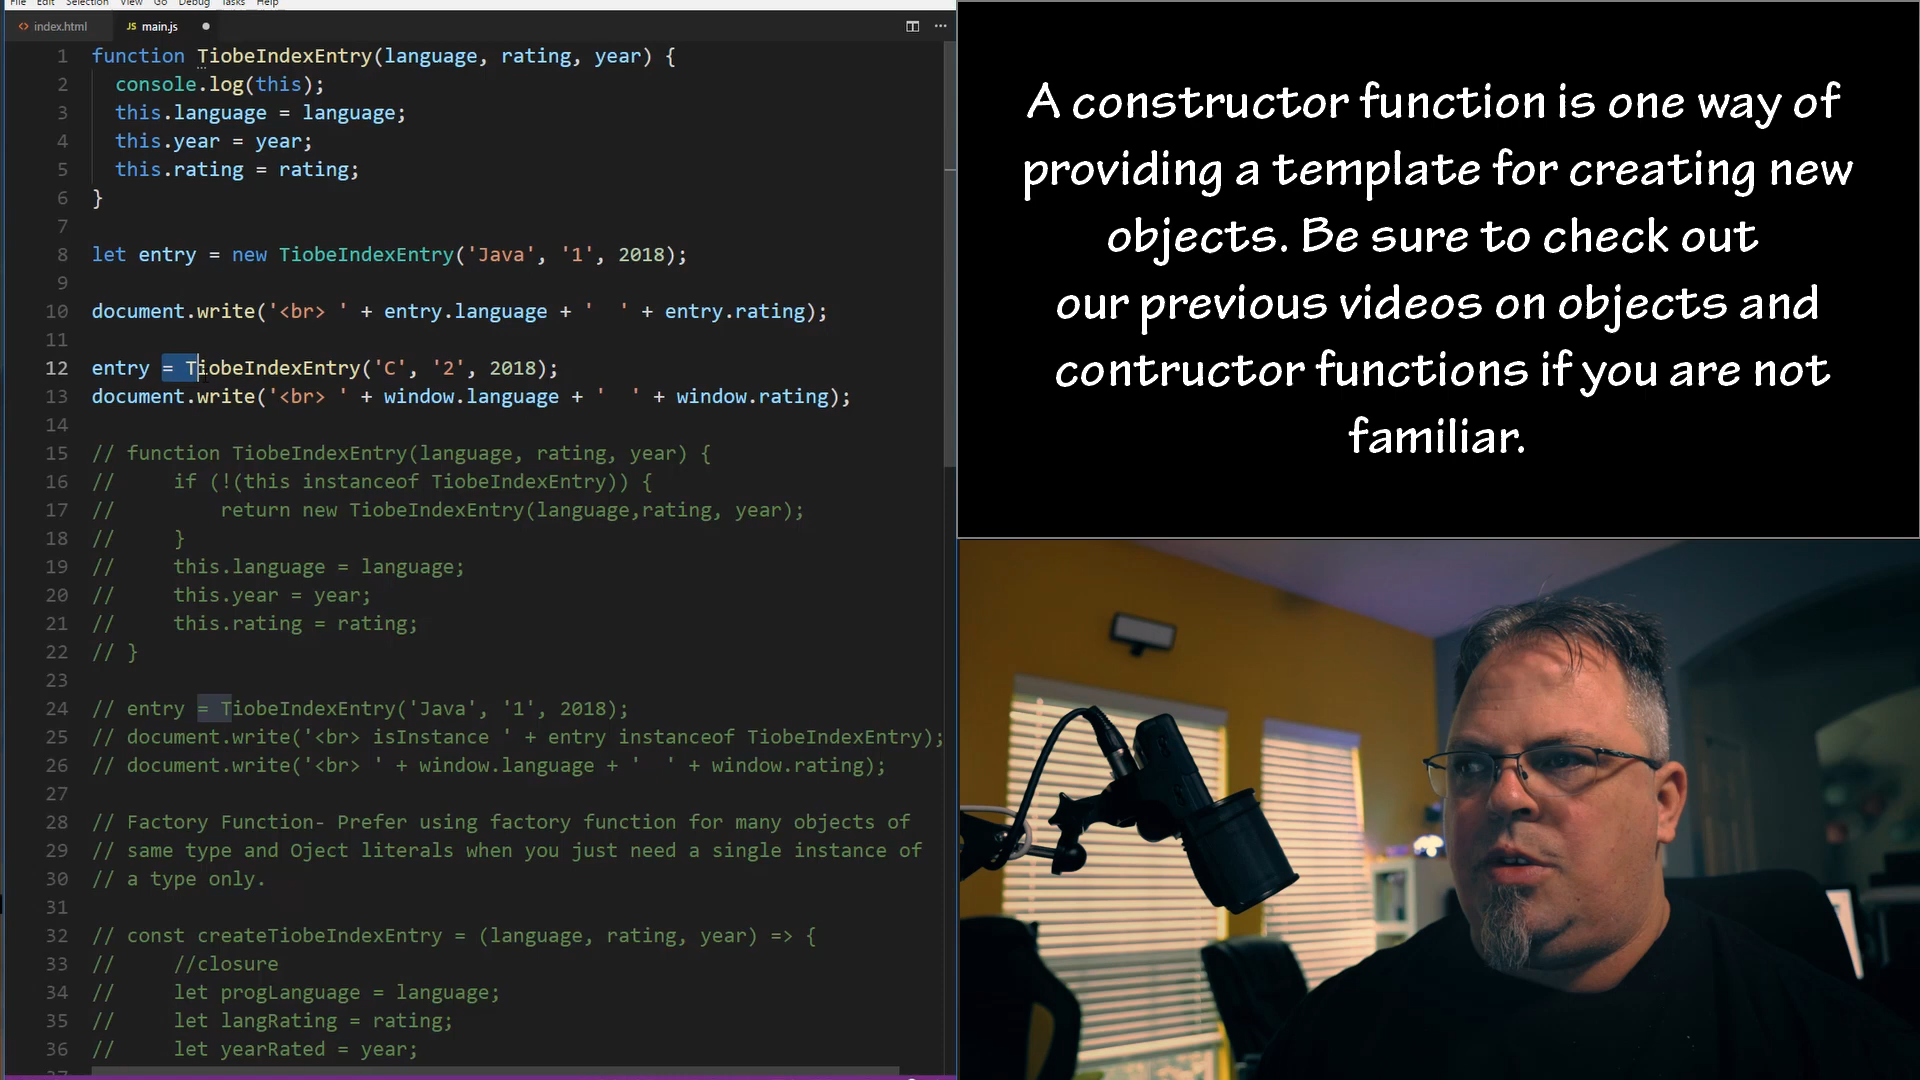 File Edit Selection View Go Debug Tasks Help
index.html JS main.js
1 function TiobeIndexEntry(language, rating, year) {
2 console.log(this);
3 this.language = language;
4 this.year = year;
5 this.rating = rating;
6 }
7
8 let entry = new TiobeIndexEntry('Java', '1', 2018);
9
10 document.write('<br> ' + entry.language + '  ' + entry.rating);
11
12 entry = TiobeIndexEntry('C', '2', 2018);
13 document.write('<br> ' + window.language + '  ' + window.rating);
14
15 // function TiobeIndexEntry(language, rating, year) {
16 //     if (!(this instanceof TiobeIndexEntry)) {
17 //         return new TiobeIndexEntry(language,rating, year);
18 //     }
19 //     this.language = language;
20 //     this.year = year;
21 //     this.rating = rating;
22 // }
23
24 // entry = TiobeIndexEntry('Java', '1', 2018);
25 // document.write('<br> isInstance ' + entry instanceof TiobeIndexEntry);
26 // document.write('<br> ' + window.language + '  ' + window.rating);
27
28 // Factory Function- Prefer using factory function for many objects of
29 // same type and Oject literals when you just need a single instance of
30 // a type only.
31
32 // const createTiobeIndexEntry = (language, rating, year) => {
33 //     //closure
34 //     let progLanguage = language;
35 //     let langRating = rating;
36 //     let yearRated = year;
A constructor function is one way of
providing a template for creating new
objects. Be sure to check out
our previous videos on objects and
contructor functions if you are not
familiar.